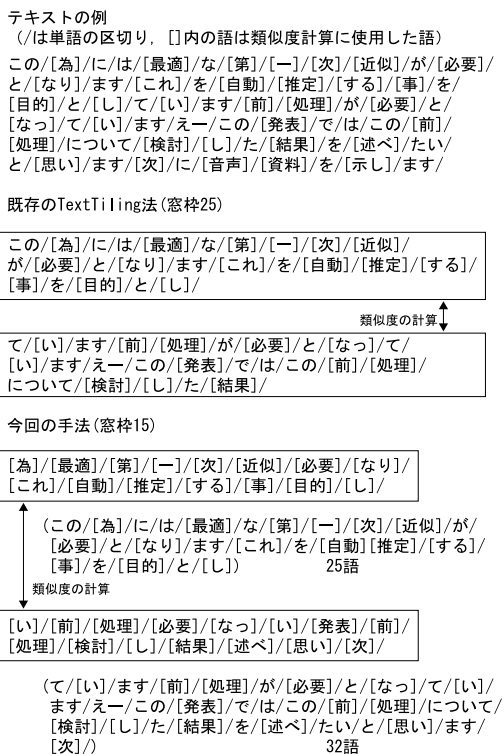 テキストの例
(/は単語の区切り, []内の語は類似度計算に使用した語)
この/[為]/に/は/[最適]/な/[第]/[一]/[次]/[近似]/が/[必要]/
と/[なり]/ます/[これ]/を/[自動]/[推定]/[する]/[事]/を/
[目的]/と/[し]/て/[い]/ます/[前]/[処理]/が/[必要]/と/
[なっ]/て/[い]/ます/えー/この/[発表]/で/は/この/[前]/
[処理]/について/[検討]/[し]/た/[結果]/を/[述べ]/たい/
と/[思い]/ます/[次]/に/[音声]/[資料]/を/[示し]/ます/
既存のTextTiling法(窓枠25)
この/[為]/に/は/[最適]/な/[第]/[一]/[次]/[近似]/
が/[必要]/と/[なり]/ます/[これ]/を/[自動]/[推定]/[する]/
[事]/を/[目的]/と/[し]/
類似度の計算
て/[い]/ます/[前]/[処理]/が/[必要]/と/[なっ]/て/
[い]/ます/えー/この/[発表]/で/は/この/[前]/[処理]/
について/[検討]/[し]/た/[結果]/
今回の手法(窓枠15)
[為]/[最適]/[第]/[一]/[次]/[近似]/[必要]/[なり]/
[これ]/[自動]/[推定]/[する]/[事]/[目的]/[し]/
(この/[為]/に/は/[最適]/な/[第]/[一]/[次]/[近似]/が/
[必要]/と/[なり]/ます/[これ]/を/[自動][推定]/[する]/
[事]/を/[目的]/と/[し]) 25語
類似度の計算
[い]/[前]/[処理]/[必要]/[なっ]/[い]/[発表]/[前]/
[処理]/[検討]/[し]/[結果]/[述べ]/[思い]/[次]/
(て/[い]/ます/[前]/[処理]/が/[必要]/と/[なっ]/て/[い]/
ます/えー/この/[発表]/で/は/この/[前]/[処理]/について/
[検討]/[し]/た/[結果]/を/[述べ]/たい/と/[思い]/ます/
[次]/) 32語